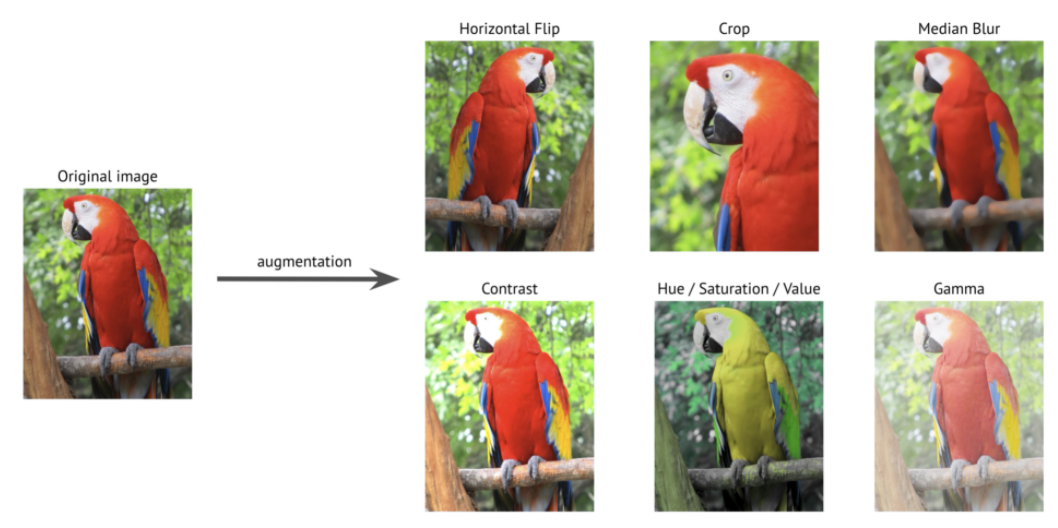 Original image
augmentation
Horizontal Flip
Crop
Median Blur
Contrast
Hue / Saturation / Value
Gamma